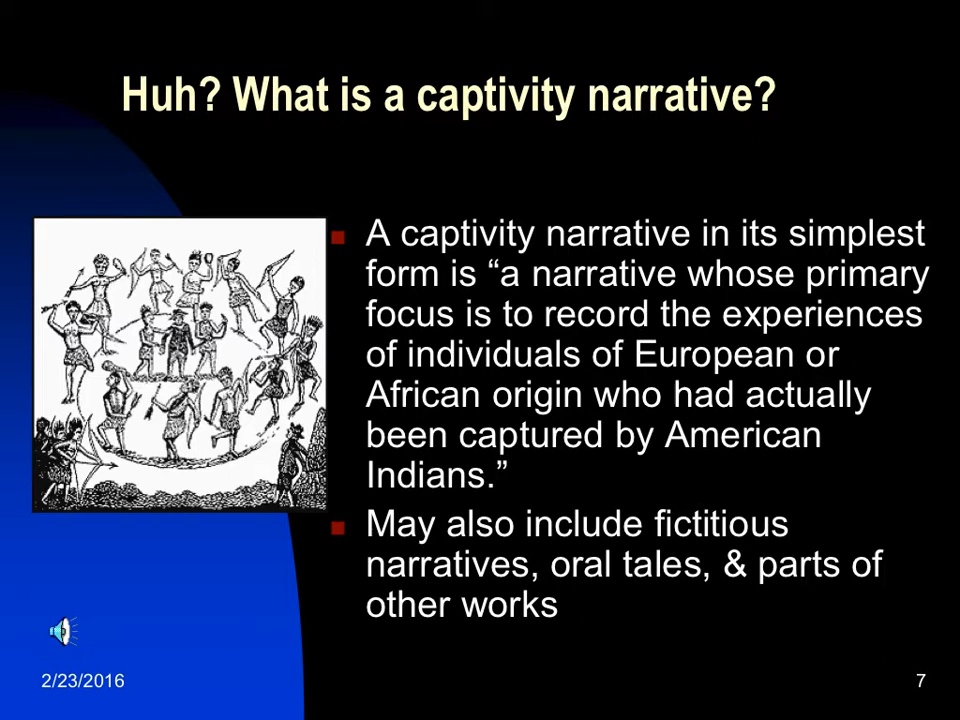 Huh? What is a captivity narrative?
A captivity narrative in its simplest
form is “a narrative whose primary
focus is to record the experiences
of individuals of European or
African origin who had actually
been captured by American
Indians.”
May also include fictitious
narratives, oral tales, & parts of
other works
2/23/2016
7